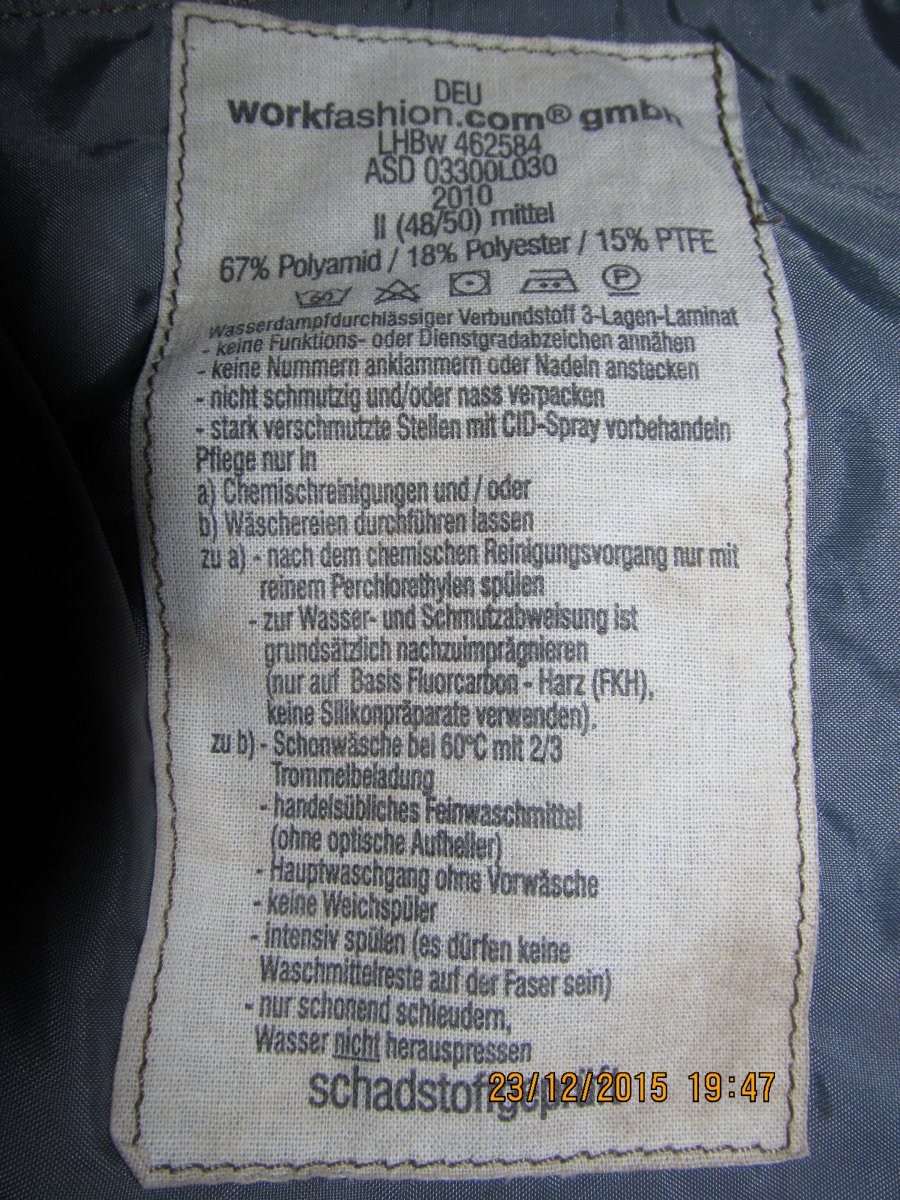 DEU
workfashion.com® gmbh
LHBw 462584
ASD 03300L030
2010
II (48/50) mittel
67% Polyamid / 18% Polyester / 15% PTFE
60 P
Wasserdampfdurchlässiger Verbundstoff 3-Lagen-Laminat
- keine Funktions- oder Dienstgradabzeichen annähen
- keine Nummern anklammern oder Nadeln anstecken
- nicht schmutzig und/oder nass verpacken
- stark verschmutzte Stellen mit CID-Spray vorbehandeln
Pflege nur in
a) Chemischreinigungen und / oder
b) Wäschereien durchführen lassen
zu a) - nach dem chemischen Reinigungsvorgang nur mit
reinem Perchlorethylen spülen
- zur Wasser- und Schmutzabweisung ist
grundsätzlich nachzuimprägnieren
(nur auf Basis Fluorcarbon - Harz (FKH),
keine Silikonpräparate verwenden).
zu b) - Schonwäsche bei 60°C mit 2/3
Trommelbeladung
- handelsübliches Feinwaschmittel
(ohne optische Aufheller)
- Hauptwaschgang ohne Vorwäsche
- keine Weichspüler
- intensiv spülen (es dürfen keine
Waschmittelreste auf der Faser sein)
- nur schonend schleudern,
Wasser nicht herauspressen
schadstoffgeprüft
23/12/2015 19:47